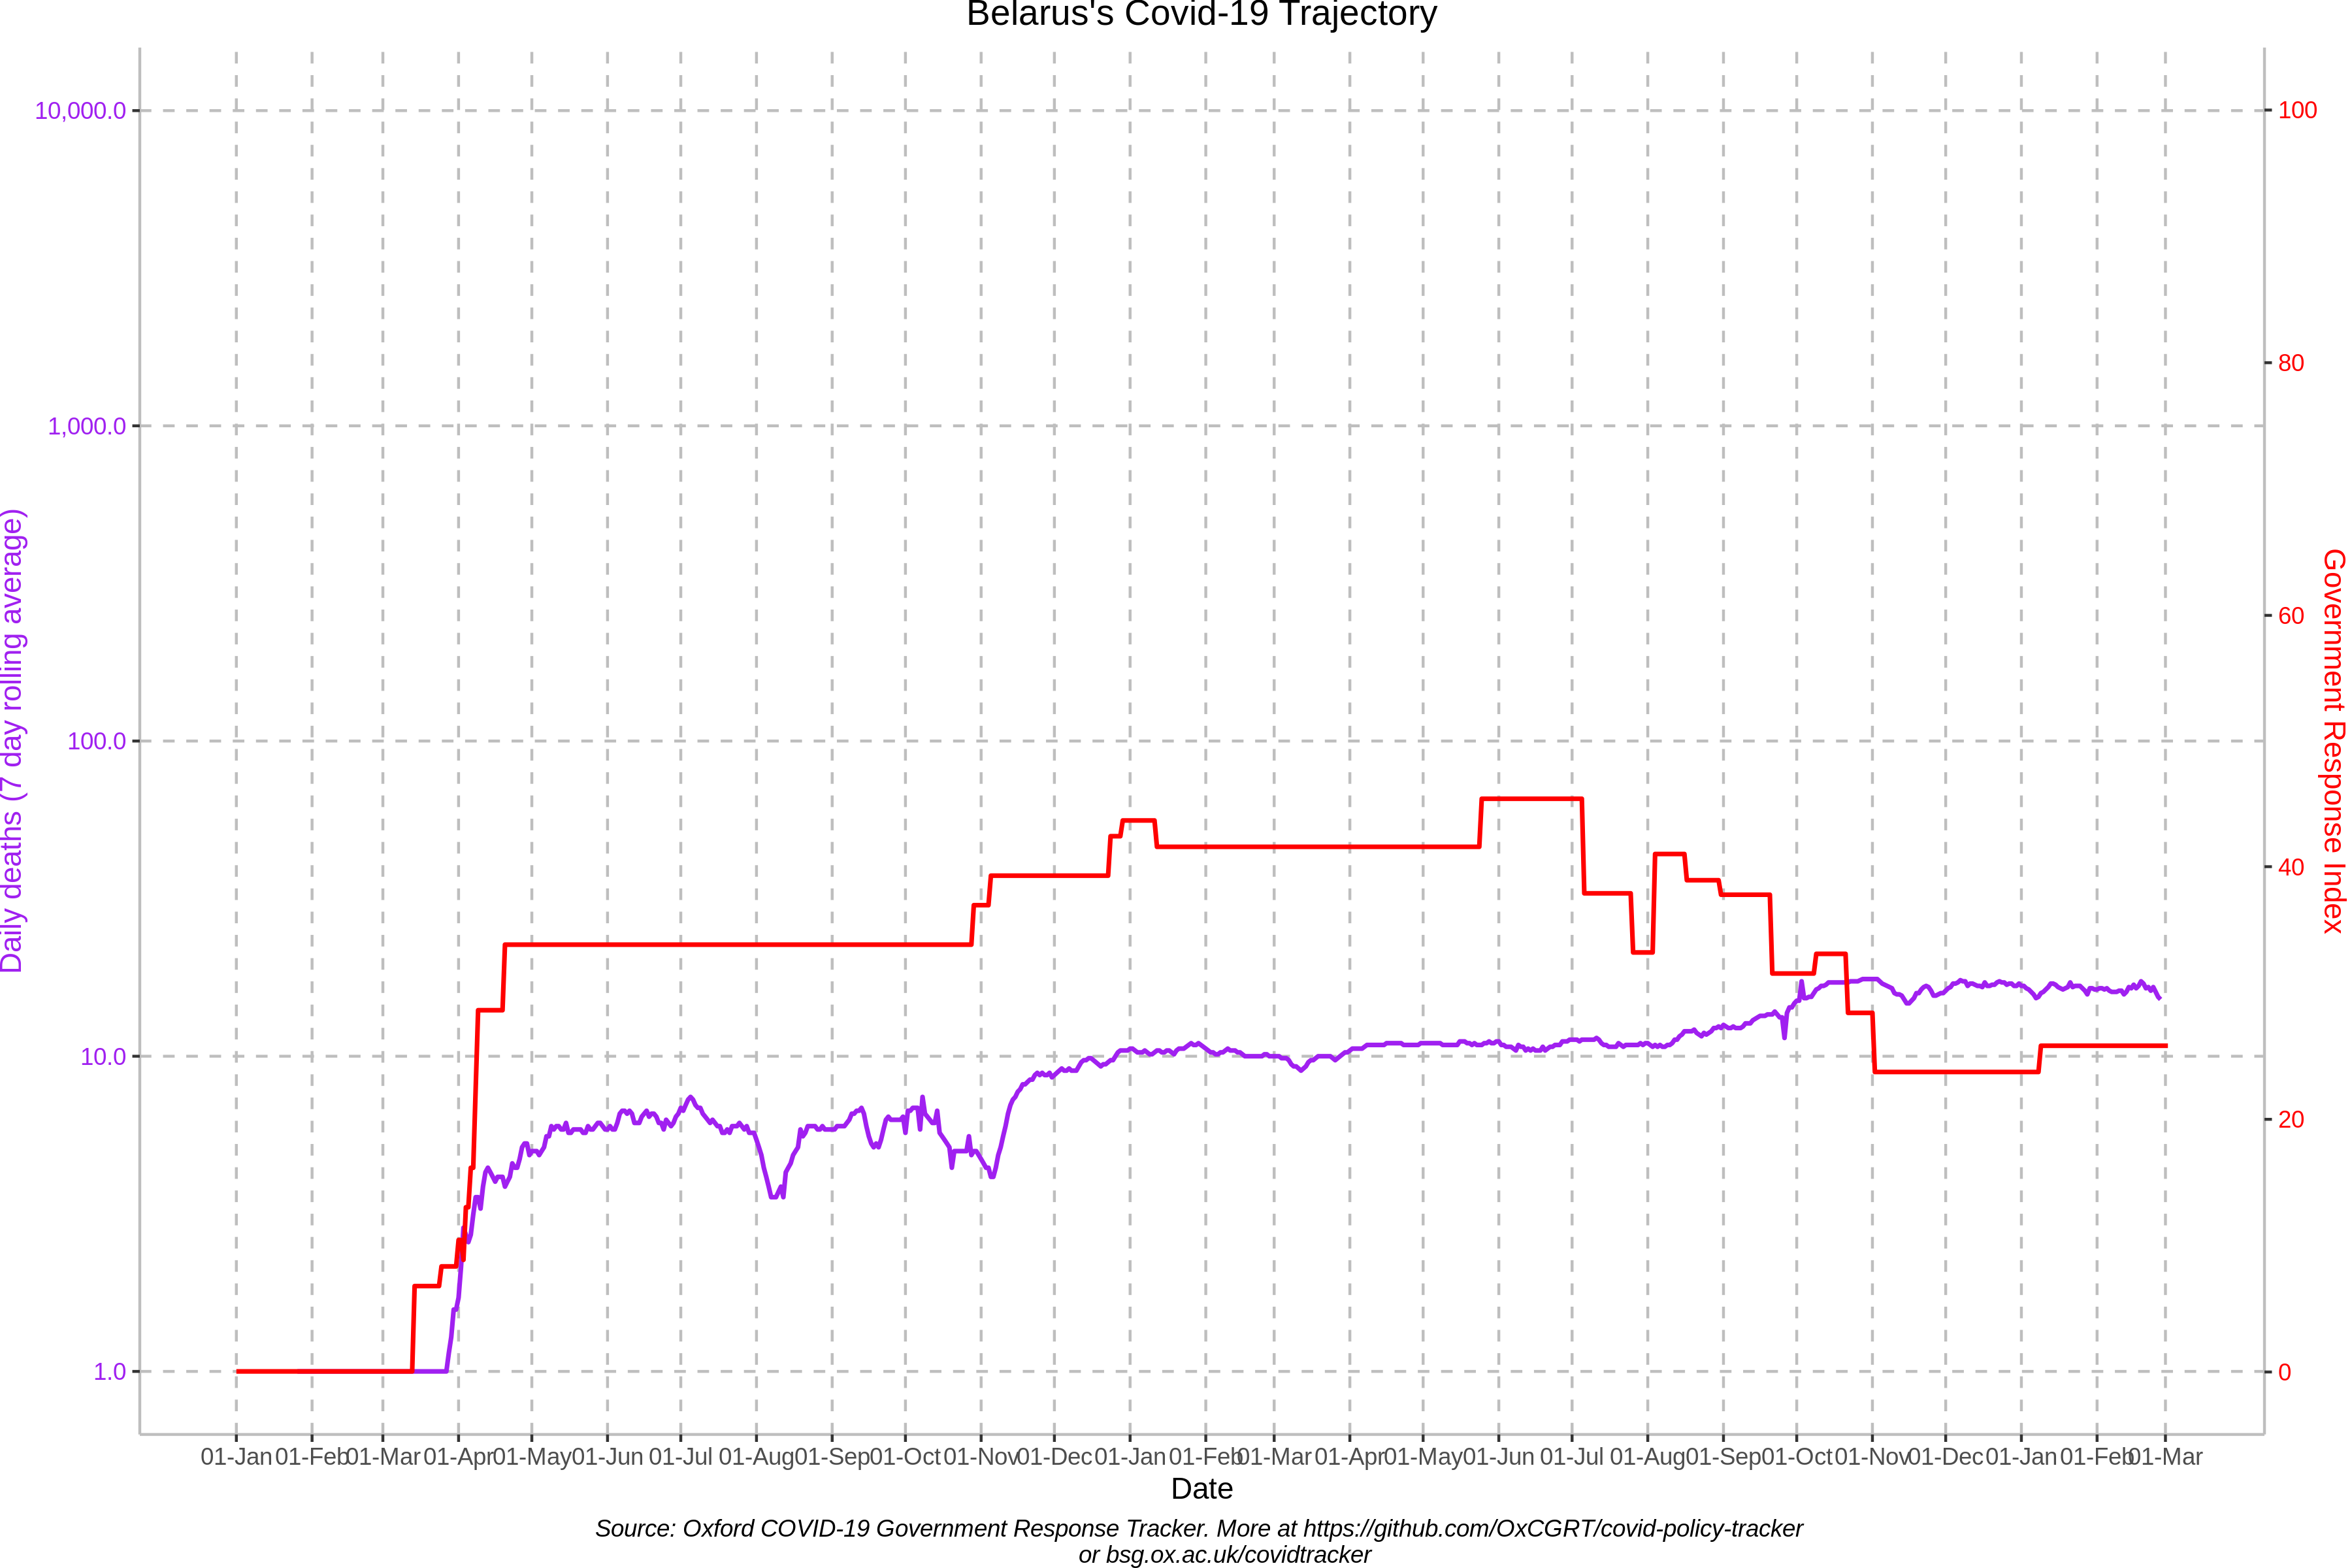 Belarus's Covid-19 Trajectory
10,000.0
1,000.0
100.0
10.0
1.0
Daily deaths (7 day rolling average)
100
80
60
40
20
0
Government Response Index
01-Jan 01-Feb 01-Mar 01-Apr 01-May 01-Jun 01-Jul 01-Aug 01-Sep 01-Oct 01-Nov 01-Dec 01-Jan 01-Feb 01-Mar 01-Apr 01-May 01-Jun 01-Jul 01-Aug 01-Sep 01-Oct 01-Nov 01-Dec 01-Jan 01-Feb 01-Mar
Date
Source: Oxford COVID-19 Government Response Tracker. More at https://github.com/OxCGRT/covid-policy-tracker
or bsg.ox.ac.uk/covidtracker